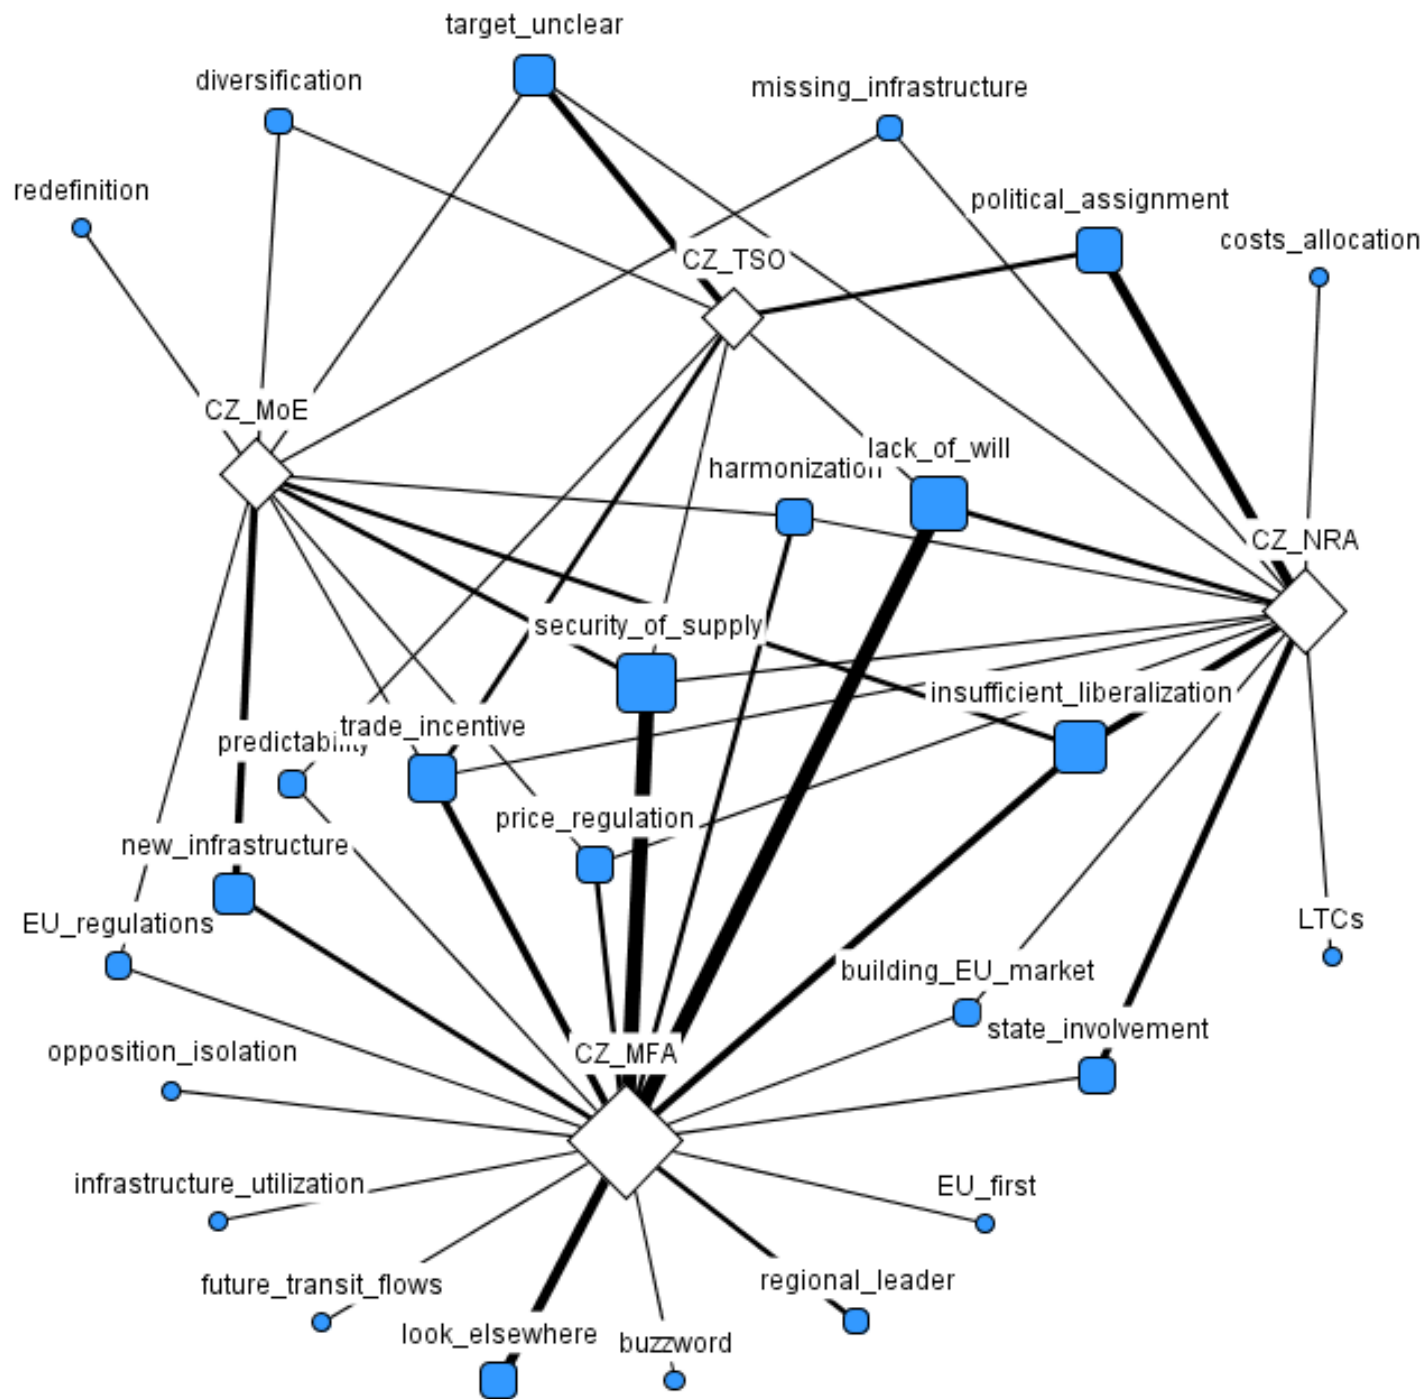 target_unclear
diversification
missing_infrastructure
redefinition
political_assignment
costs_allocation
CZ_TSO
CZ_MoE
lack_of_will
harmonization
CZ_NRA
security_of_supply
insufficient_liberalization
trade_incentive
predictability
price_regulation
new_infrastructure
EU_regulations
LTCs
building_EU_market
state_involvement
opposition_isolation
CZ_MFA
infrastructure_utilization
EU_first
future_transit_flows
regional_leader
look_elsewhere
buzzword